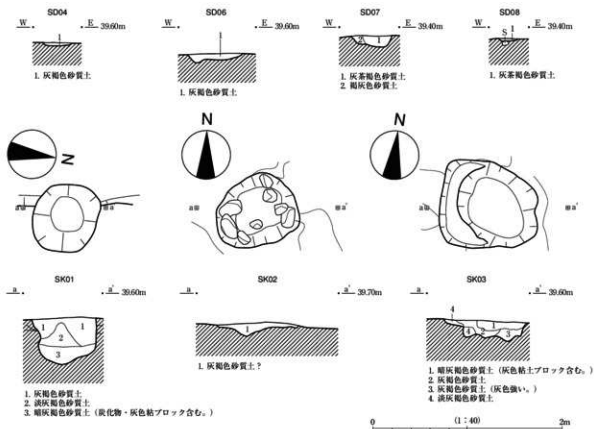 SD04
W E 39.60m
1
1. 灰褐色砂質土
SD06
W E 39.60m
1
1. 灰褐色砂質土
SD07
W E 39.40m
2 1
1. 灰茶褐色砂質土
2. 褐灰色砂質土
SD08
W E 39.40m
S 1
1. 灰茶褐色砂質土
N
a a'
N
a a'
N
a a'
SK01
a a' 39.60m
1 1
2
3
1. 灰褐色砂質土
2. 淡灰褐色砂質土
3. 暗灰褐色砂質土（炭化物・灰色粘ブロック含む。）
SK02
a a' 39.70m
1
1. 灰褐色砂質土？
SK03
a a' 39.60m
4
1
4 2 3
1. 暗灰褐色砂質土（灰色粘土ブロック含む。）
2. 灰褐色砂質土
3. 灰褐色砂質土（灰色強い。）
4. 淡灰褐色砂質土
0 (1：40) 2m